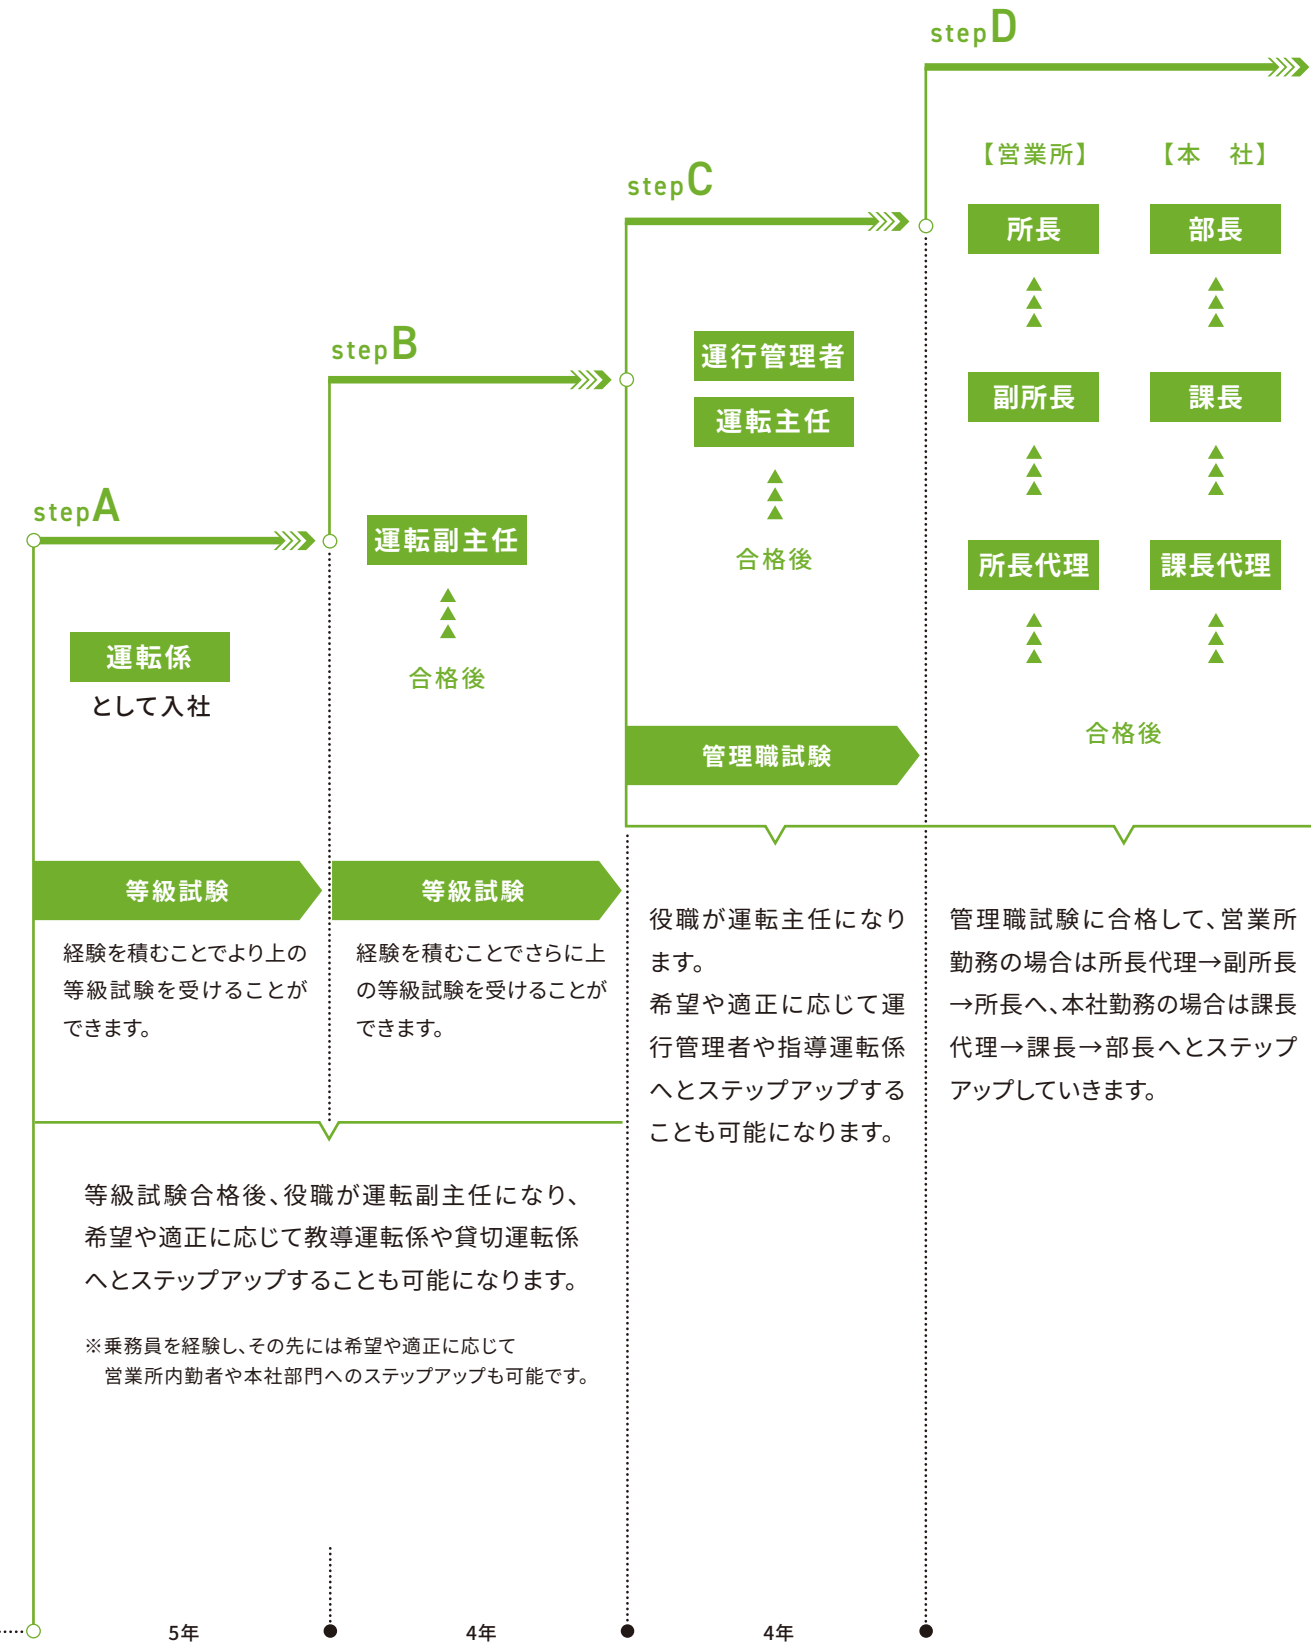 stepA
運転係
として入社
等級試験
経験を積むことでより上の
等級試験を受けることが
できます。
stepB
運転副主任
合格後
等級試験
経験を積むことでさらに上
の等級試験を受けることが
できます。
等級試験合格後、役職が運転副主任になり、
希望や適正に応じて教導運転係や貸切運転係
へとステップアップすることも可能になります。
※乗務員を経験し、その先には希望や適正に応じて
営業所内勤者や本社部門へのステップアップも可能です。
stepC
運行管理者
運転主任
合格後
管理職試験
役職が運転主任になり
ます。
希望や適正に応じて運
行管理者や指導運転係
へとステップアップする
ことも可能になります。
stepD
【営業所】
所長
副所長
所長代理
【本　社】
部長
課長
課長代理
合格後
管理職試験に合格して、営業所
勤務の場合は所長代理→副所長
→所長へ、本社勤務の場合は課長
代理→課長→部長へとステップ
アップしていきます。
5年
4年
4年